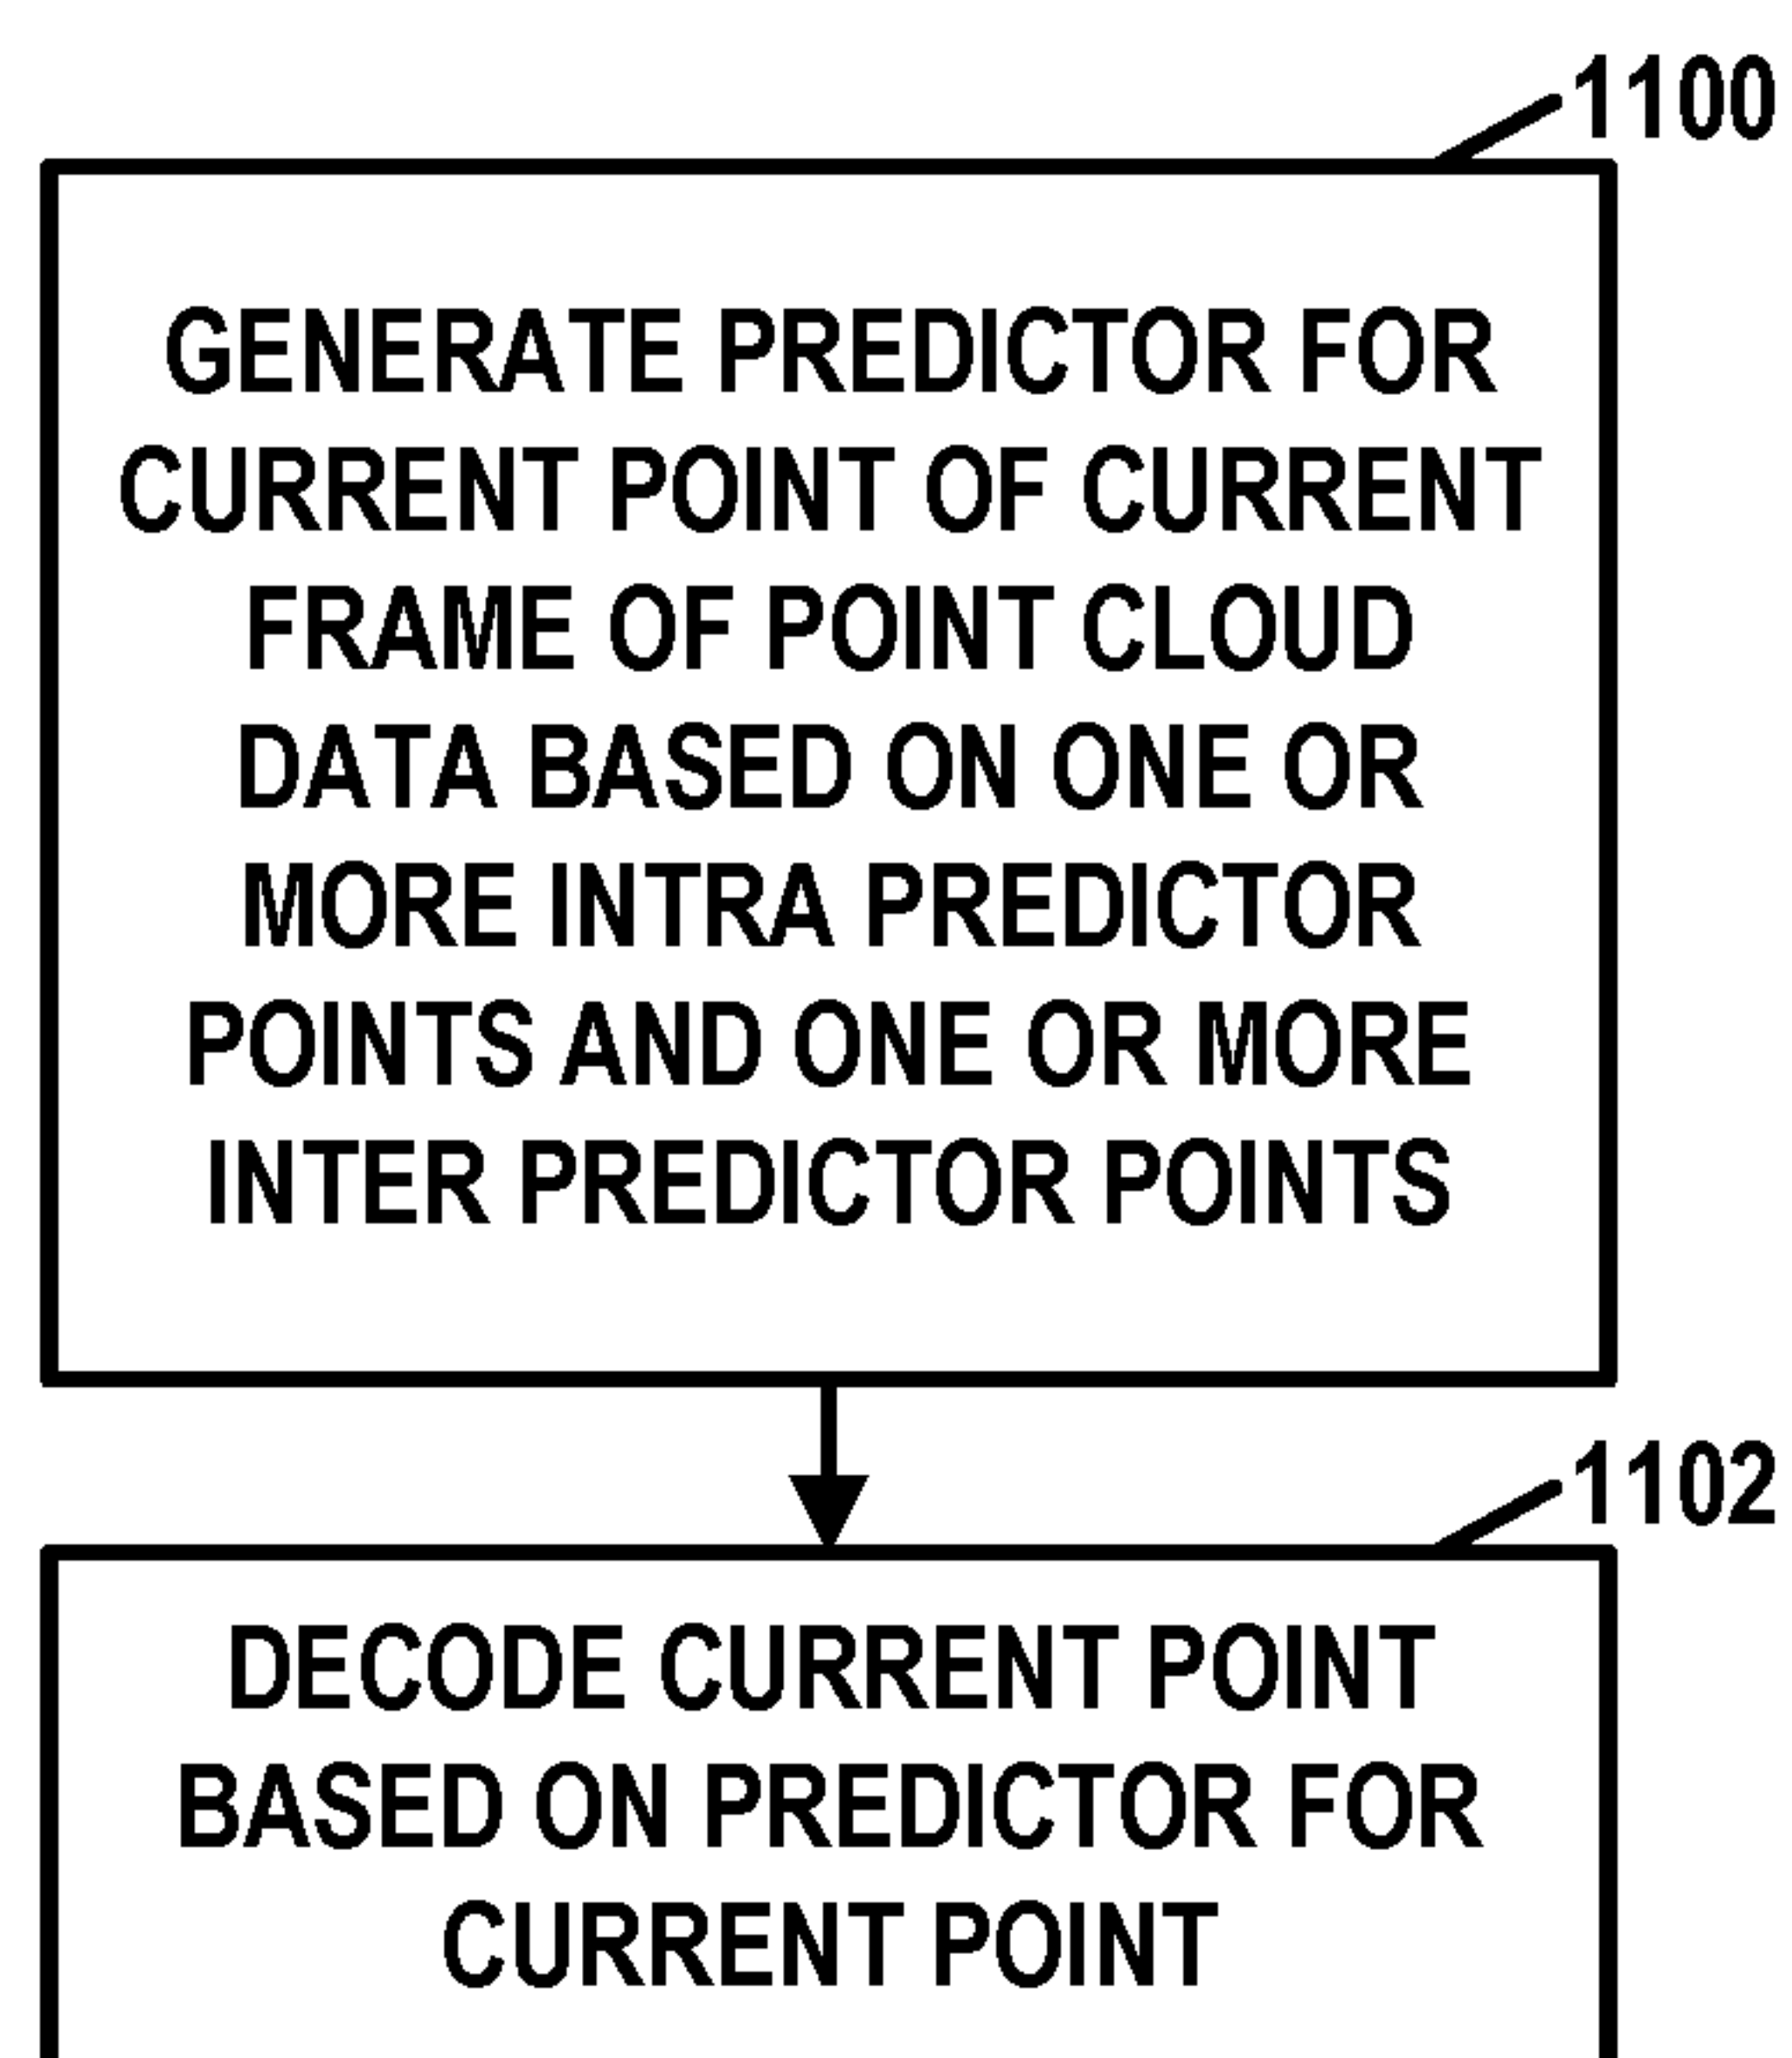 1100
GENERATE PREDICTOR FOR
CURRENT POINT OF CURRENT
FRAME OF POINT CLOUD
DATA BASED ON ONE OR
MORE INTRA PREDICTOR
POINTS AND ONE OR MORE
INTER PREDICTOR POINTS
1102
DECODE CURRENT POINT
BASED ON PREDICTOR FOR
CURRENT POINT